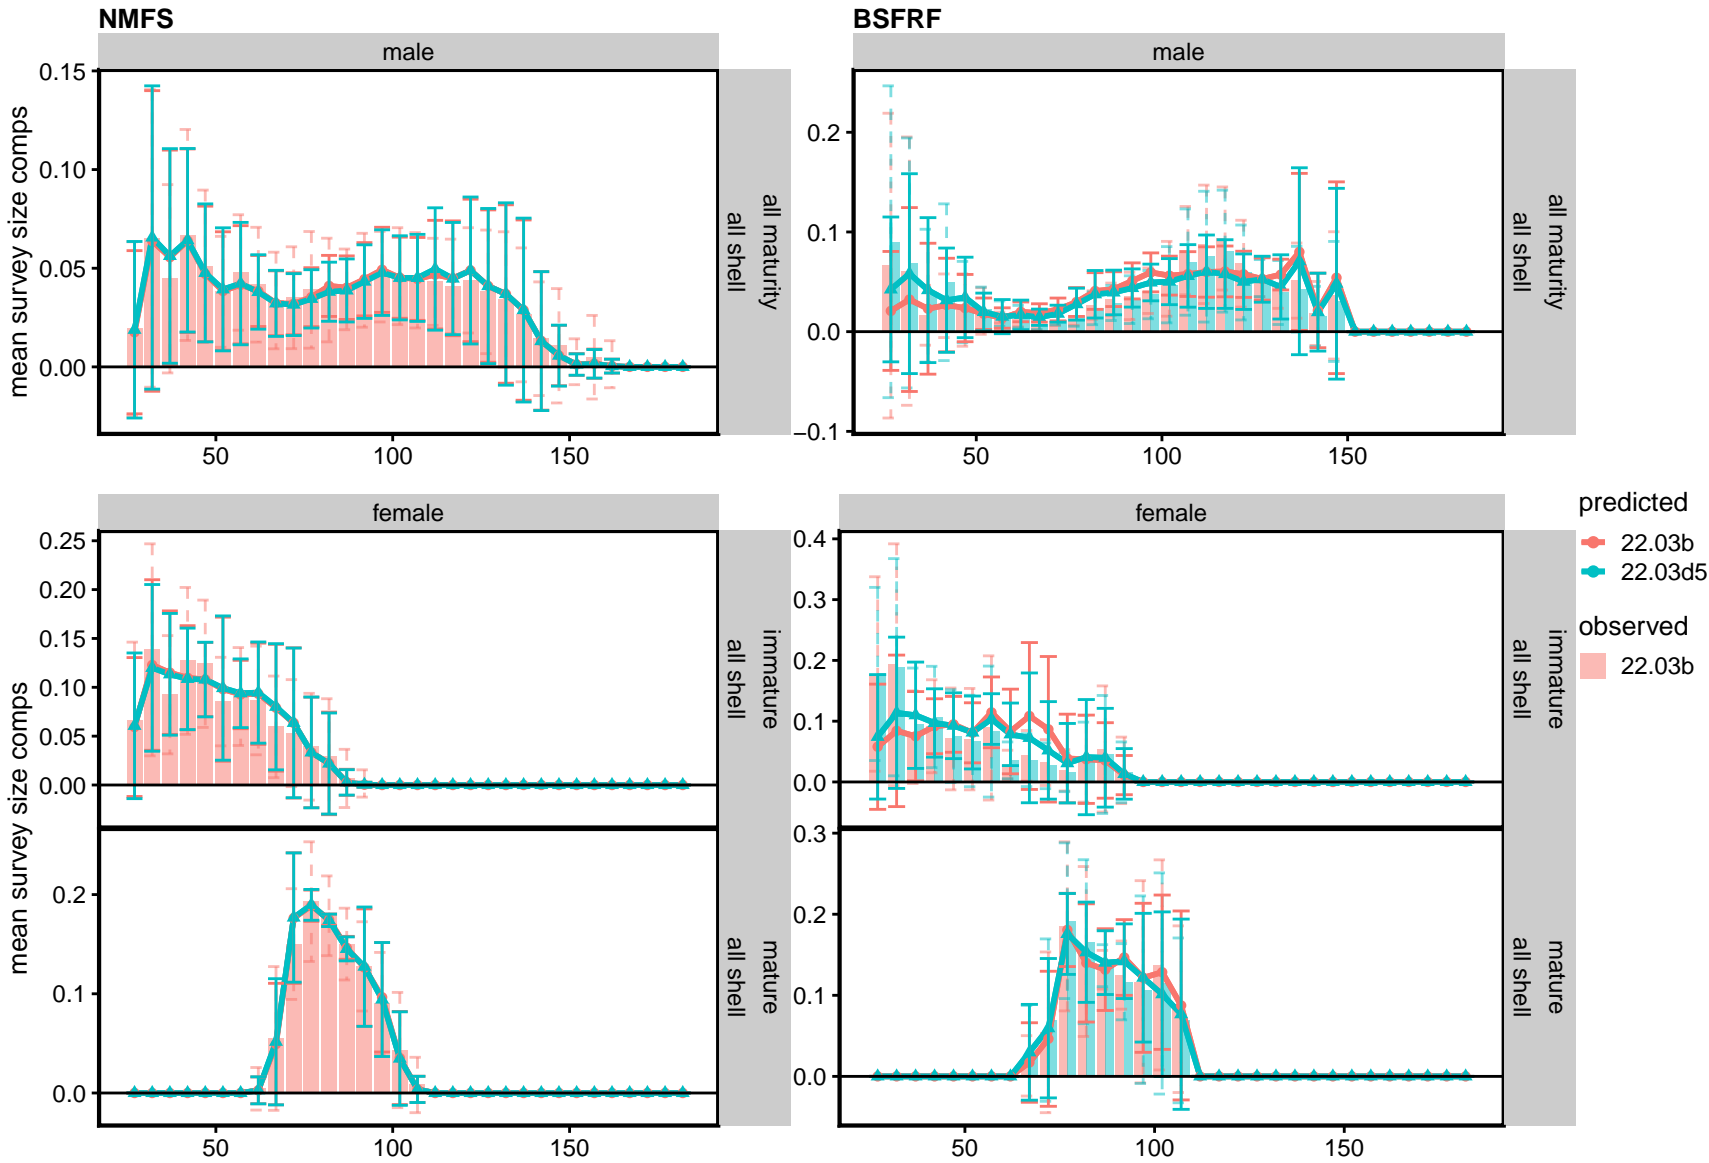 NMFS
BSFRF
male
male
mean survey size comps
0.15
0.10
0.05
0.00
50
100
150
all maturity
all shell
0.2
0.1
0.0
−0.1
50
100
150
all maturity
all shell
female
female
mean survey size comps
0.25
0.20
0.15
0.10
0.05
0.00
immature
all shell
0.4
0.3
0.2
0.1
0.0
immature
all shell
mean survey size comps
0.2
0.1
0.0
50
100
150
mature
all shell
0.3
0.2
0.1
0.0
50
100
150
mature
all shell
predicted
22.03b
22.03d5
observed
22.03b